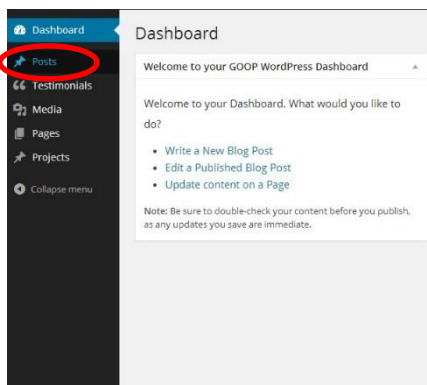 Dashboard
Posts
Testimonials
Media
Pages
Projects
Collapse menu
Dashboard
Welcome to your GOOP WordPress Dashboard
Welcome to your Dashboard. What would you like to
do?
Write a New Blog Post
Edit a Published Blog Post
Update content on a Page
Note: Be sure to double-check your content before you publish,
as any updates you save are immediate.